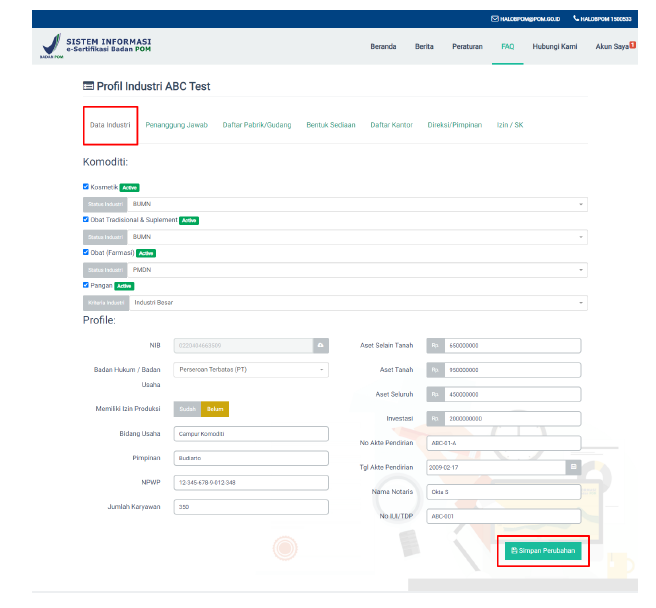 HALOBPOM@POM.GO.ID HALOBPOM 1500533
BADAN POM
SISTEM INFORMASI
e-Sertifikasi Badan POM
Beranda Berita Peraturan FAQ Hubungi Kami Akun Saya
Profil Industri ABC Test
Data Industri Penanggung Jawab Daftar Pabrik/Gudang Bentuk Sediaan Daftar Kantor Direksi/Pimpinan Izin / SK
Komoditi:
Kosmetik Active
Status Industri BUMN
Obat Tradisional & Suplement Active
Status Industri BUMN
Obat (Farmasi) Active
Status Industri PMDN
Pangan Active
Kriteria Industri Industri Besar
Profile:
NIB
Badan Hukum / Badan Usaha Perseroan Terbatas (PT)
Memiliki Izin Produksi Sudah Belum
Bidang Usaha Campur Komoditi
Pimpinan Budianto
NPWP 12-345-678-9-012-348
Jumlah Karyawan 350
Aset Selain Tanah Rp. 650000000
Aset Tanah Rp. 950000000
Aset Seluruh Rp. 450000000
Investasi Rp. 2000000000
No Akte Pendirian ABC-01-A
Tgl Akte Pendirian 2009-02-17
Nama Notaris Okta S
No IUI/TDP ABC-001
Simpan Perubahan